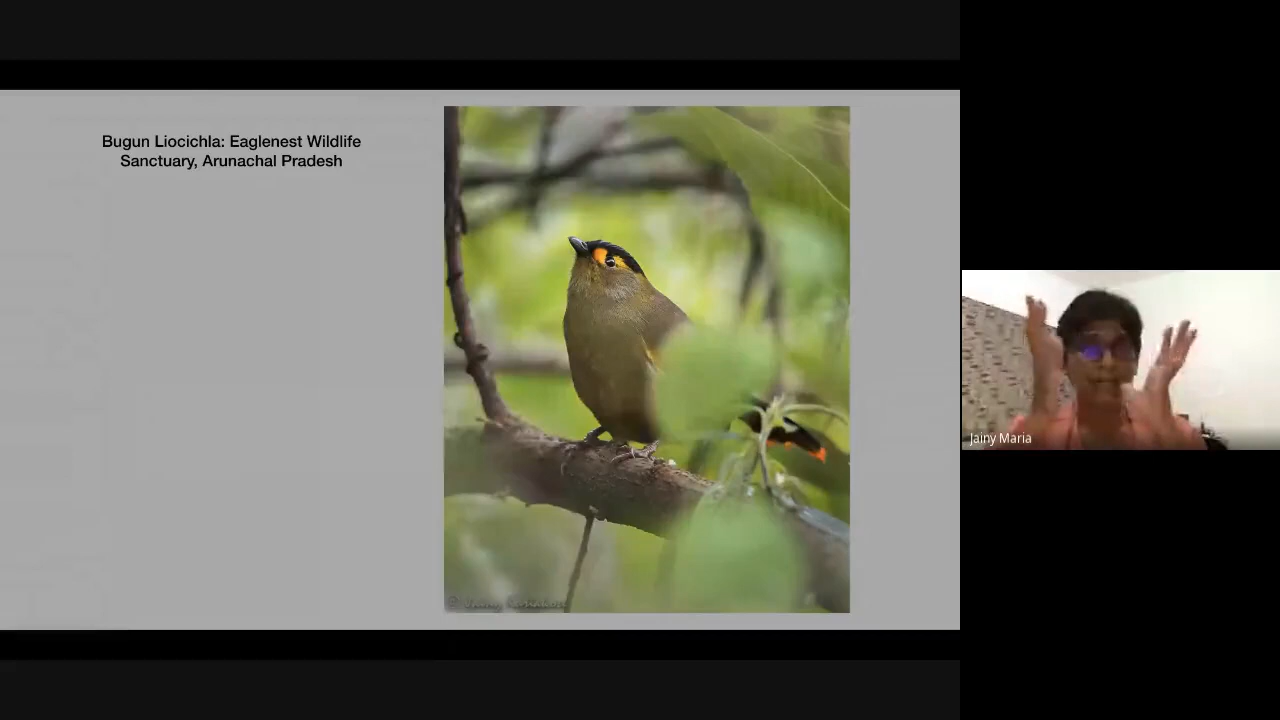 Bugun Liocichla: Eaglenest Wildlife
Sanctuary, Arunachal Pradesh
Jainy Maria